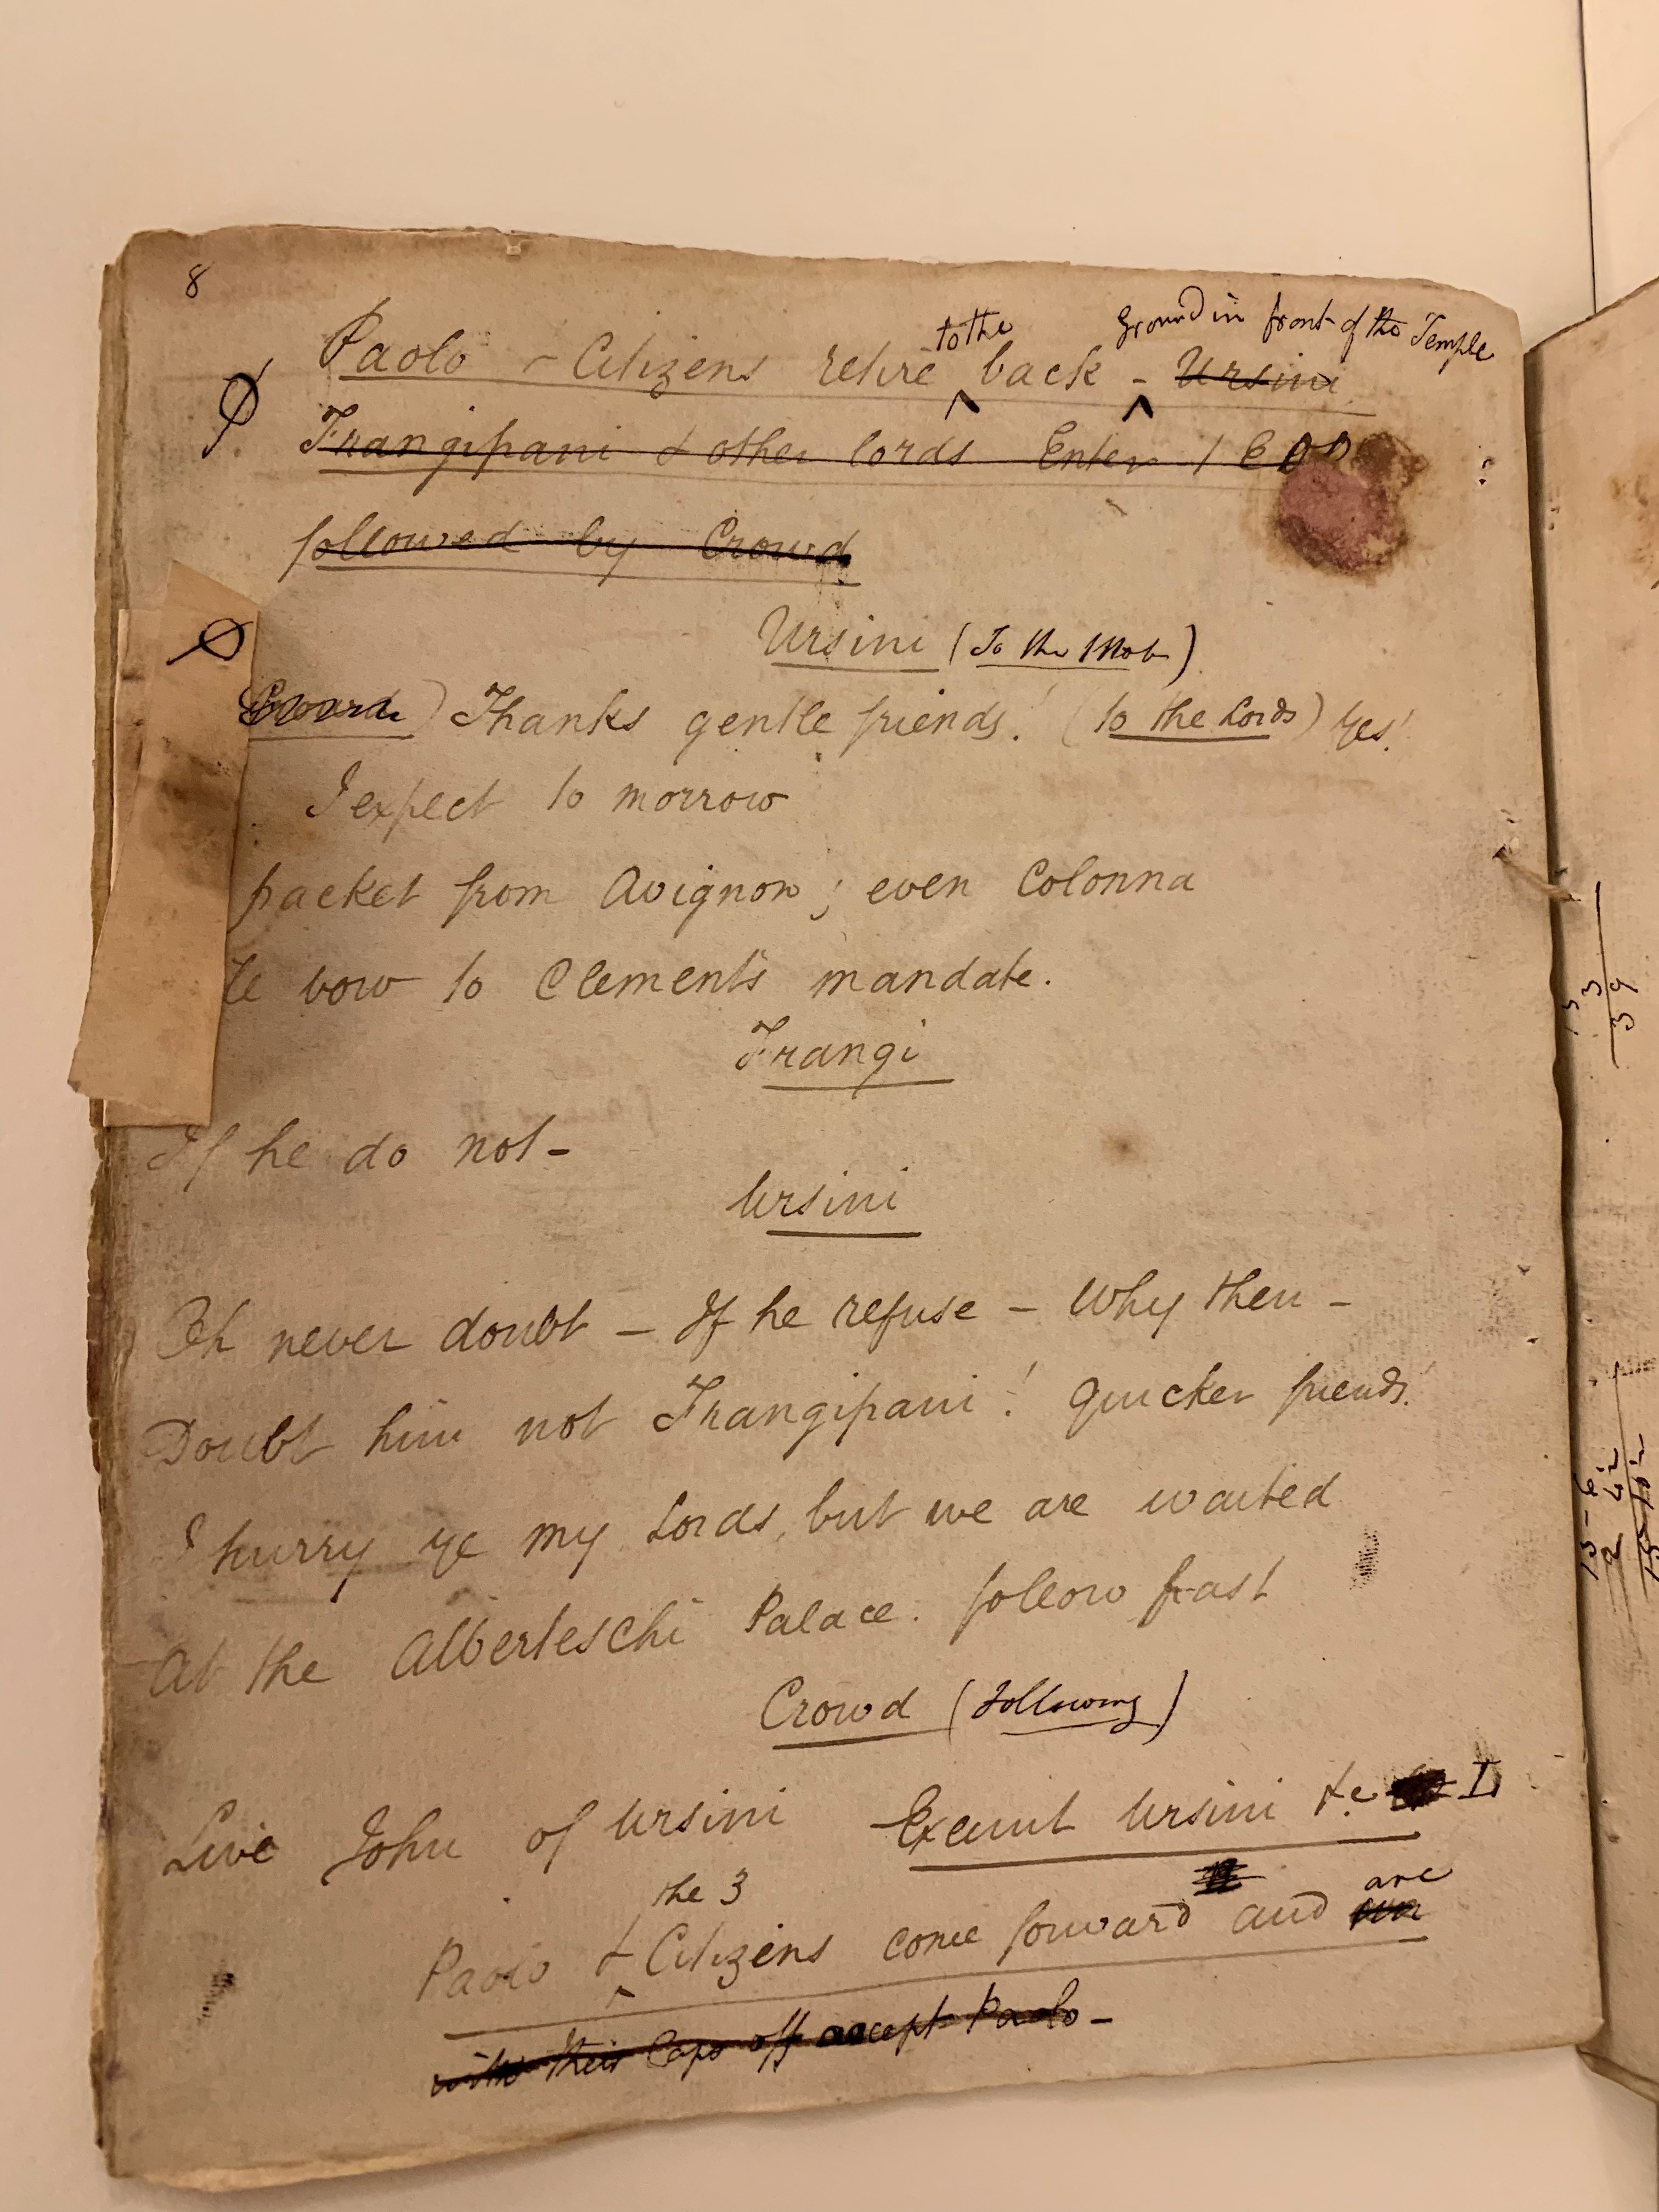 8
to the ground in front of the Temple
Paolo & Citizens retire back - Ursini
Frangipani & other lords Enter
followed by Crowd
Ursini (To the Mob)
Thanks gentle friends! (to the Lords) Yes!
I expect to morrow
packet from Avignon; even Colonna
bow to Clement's mandate.
Frangi
If he do not -
Ursini
Oh never doubt - If he refuse - Why then -
Doubt him not Frangipani! Quicker friends!
I hurry ye my Lords, but we are waited
At the Alberteschi Palace. follow fast
Crowd (following)
Live John of Ursini Exeunt Ursini &c
the 3 are
Paolo & Citizens come forward and
with their Caps off except Paolo -
13
3
39